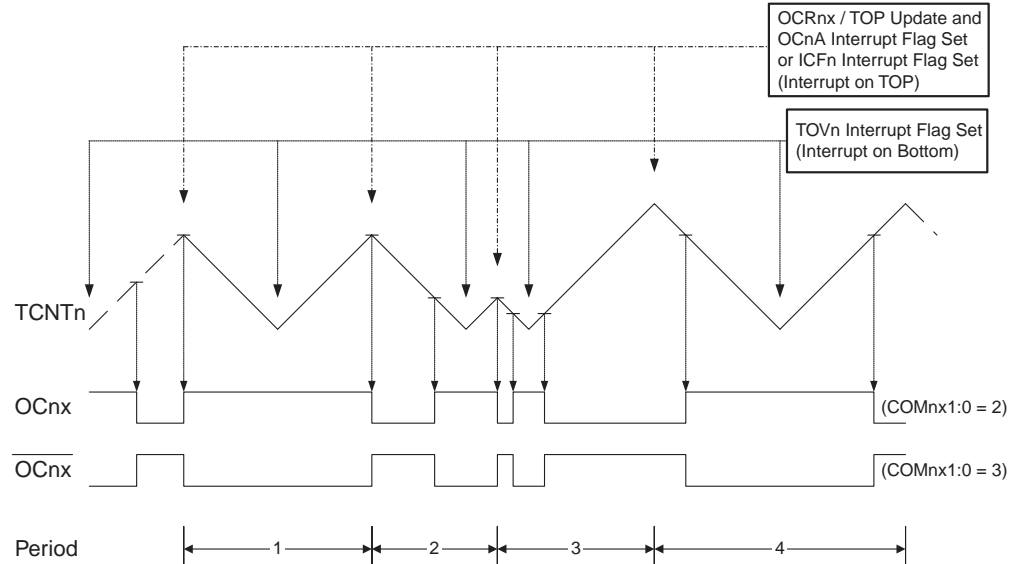 OCRnx / TOP Update and
OCnA Interrupt Flag Set
or ICFn Interrupt Flag Set
(Interrupt on TOP)
TOVn Interrupt Flag Set
(Interrupt on Bottom)
TCNTn
OCnx
(COMnx1:0 = 2)
OCnx
(COMnx1:0 = 3)
Period
1
2
3
4